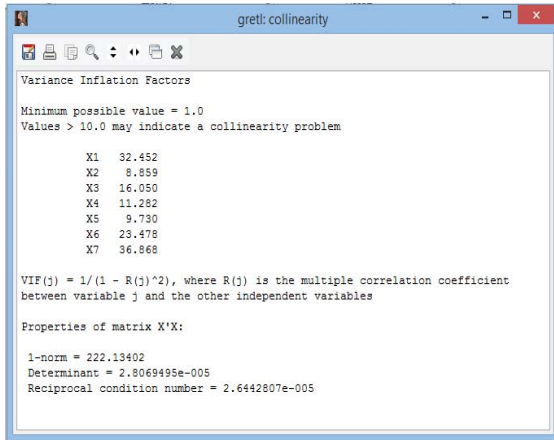 gretl: collinearity
Variance Inflation Factors
Minimum possible value = 1.0
Values > 10.0 may indicate a collinearity problem
X1 32.452
X2 8.859
X3 16.050
X4 11.282
X5 9.730
X6 23.478
X7 36.868
VIF(j) = 1/(1 - R(j)^2), where R(j) is the multiple correlation coefficient
between variable j and the other independent variables
Properties of matrix X'X:
1-norm = 222.13402
Determinant = 2.8069495e-005
Reciprocal condition number = 2.6442807e-005